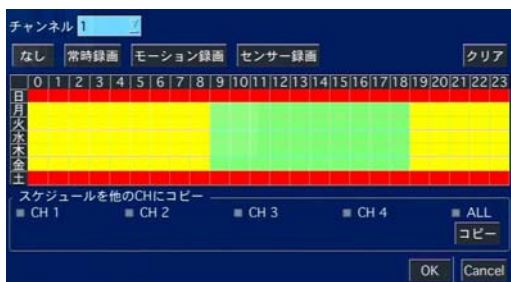 チャンネル 1
なし 常時録画 モーション録画 センサー録画 クリア
0 1 2 3 4 5 6 7 8 9 10 11 12 13 14 15 16 17 18 19 20 21 22 23
日
月
火
水
木
金
土
スケジュールを他のCHにコピー
CH 1 CH 2 CH 3 CH 4 ALL
コピー
OK Cancel